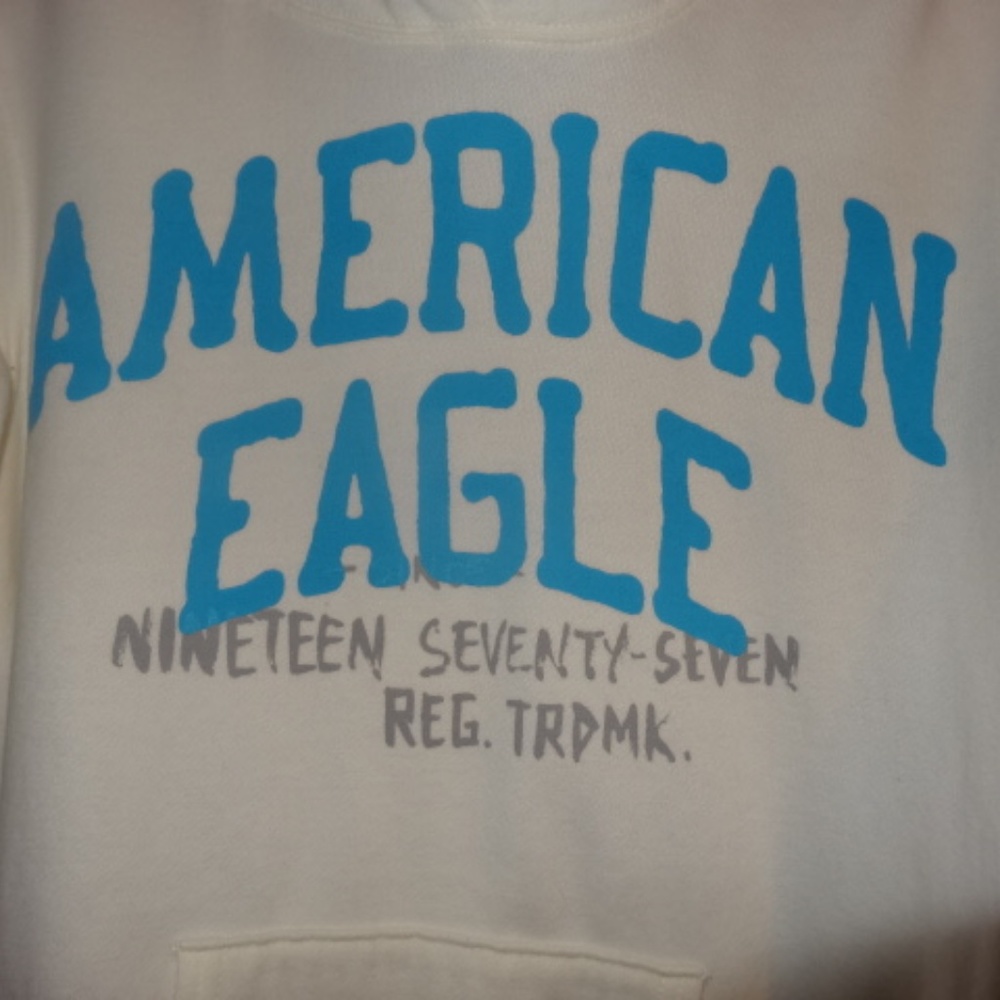 AMERICAN
EAGLE
NINETEEN SEVENTY-SEVEN
REG. TRDMK.